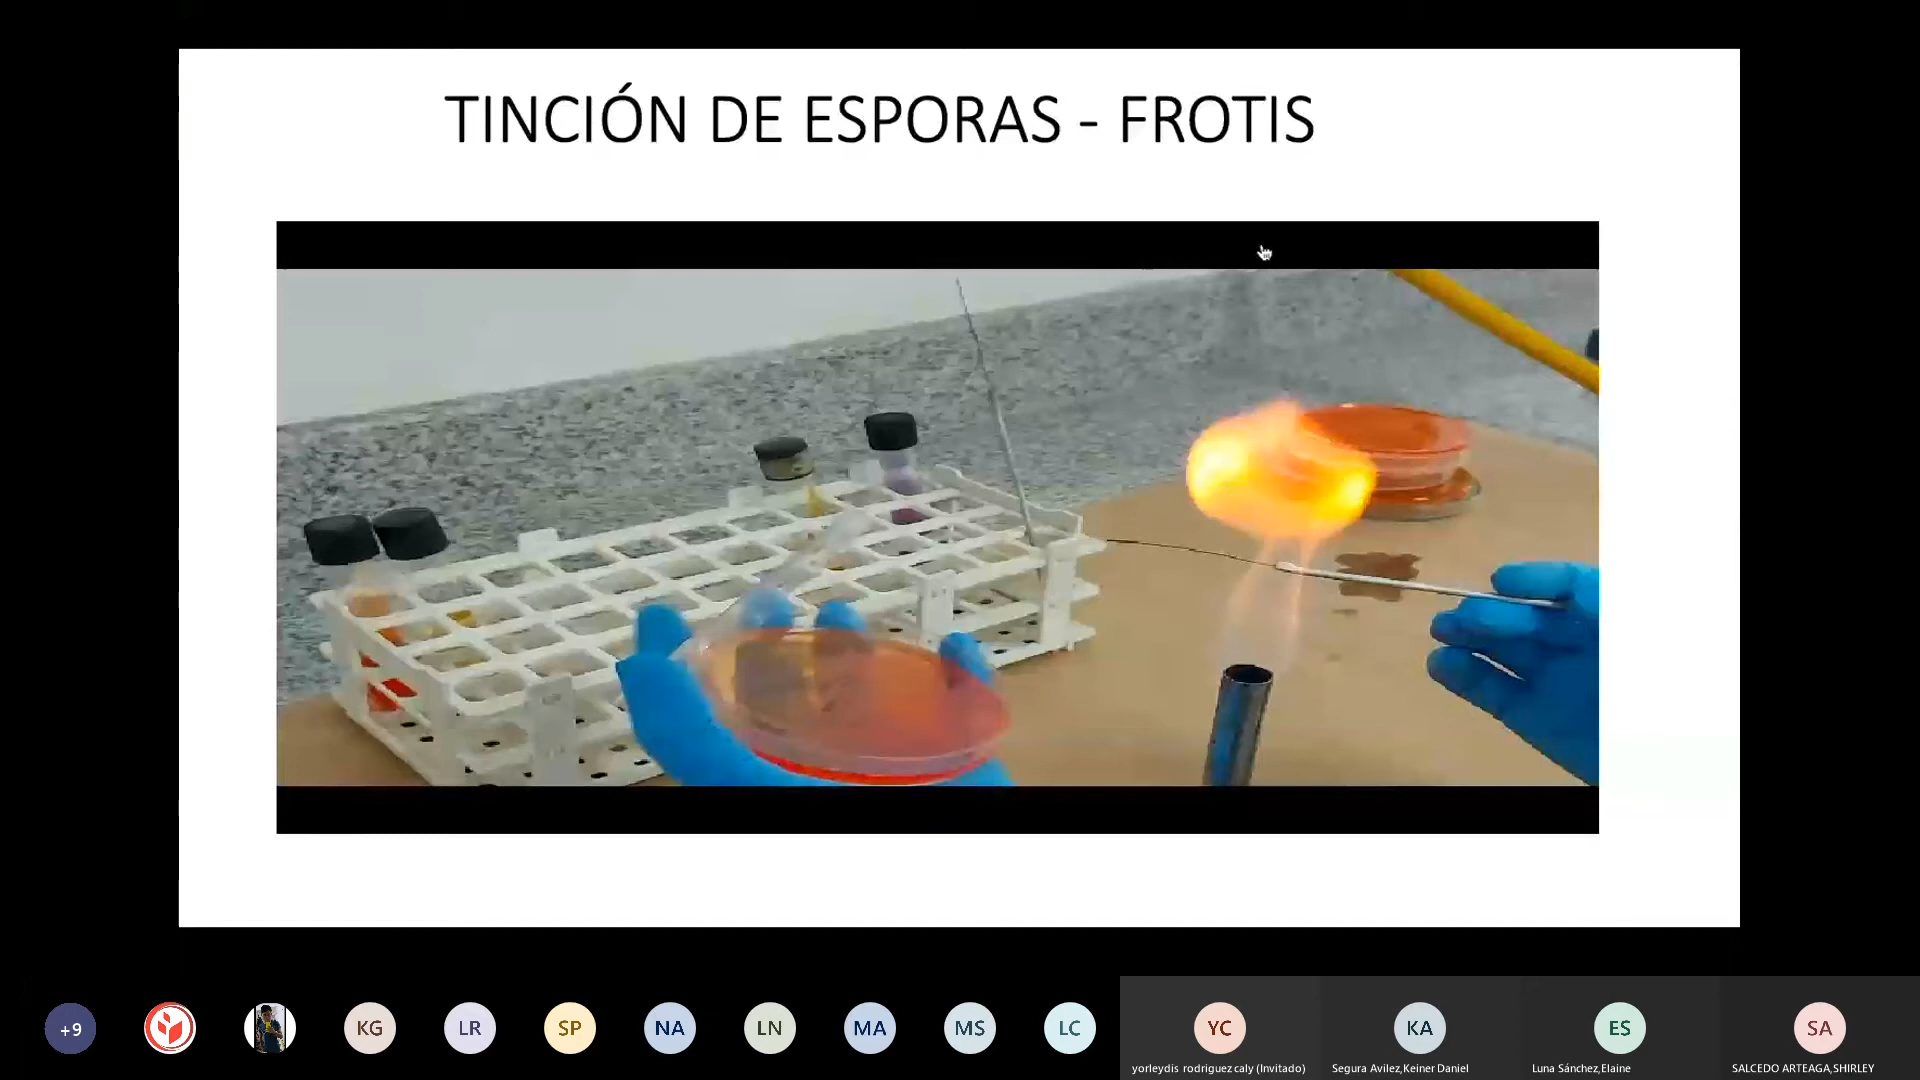 TINCIÓN DE ESPORAS - FROTIS
+9
KG
LR
SP
NA
LN
MA
MS
LC
YC
KA
ES
SA
yorleydis rodriguez caly (Invitado)
Segura Avilez,Keiner Daniel
Luna Sánchez,Elaine
SALCEDO ARTEAGA,SHIRLEY